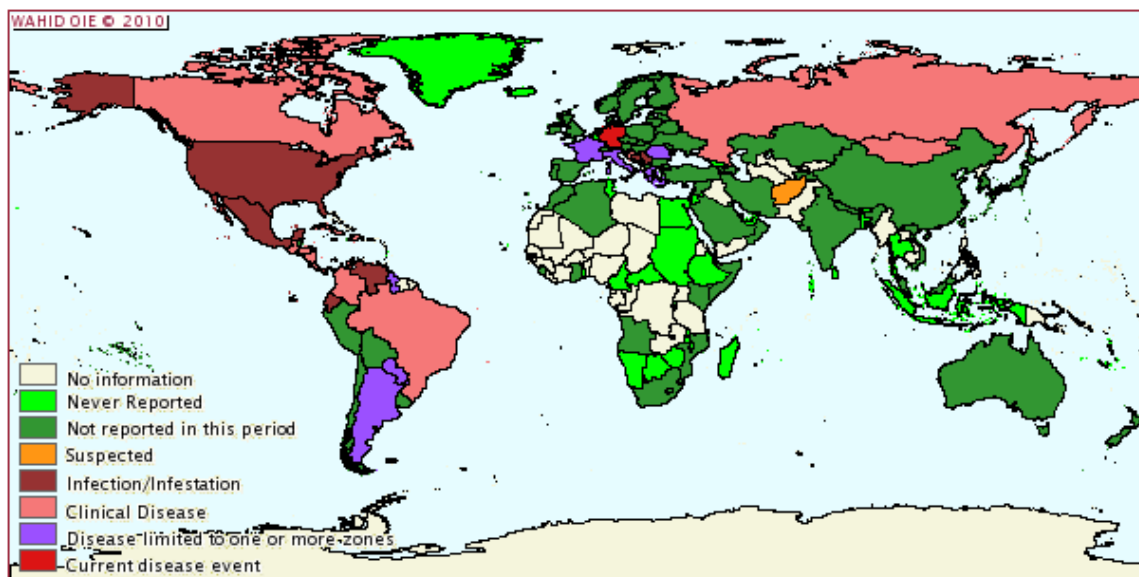 WAHID OIE © 2010
No information
Never Reported
Not reported in this period
Suspected
Infection/Infestation
Clinical Disease
Disease limited to one or more zones
Current disease event